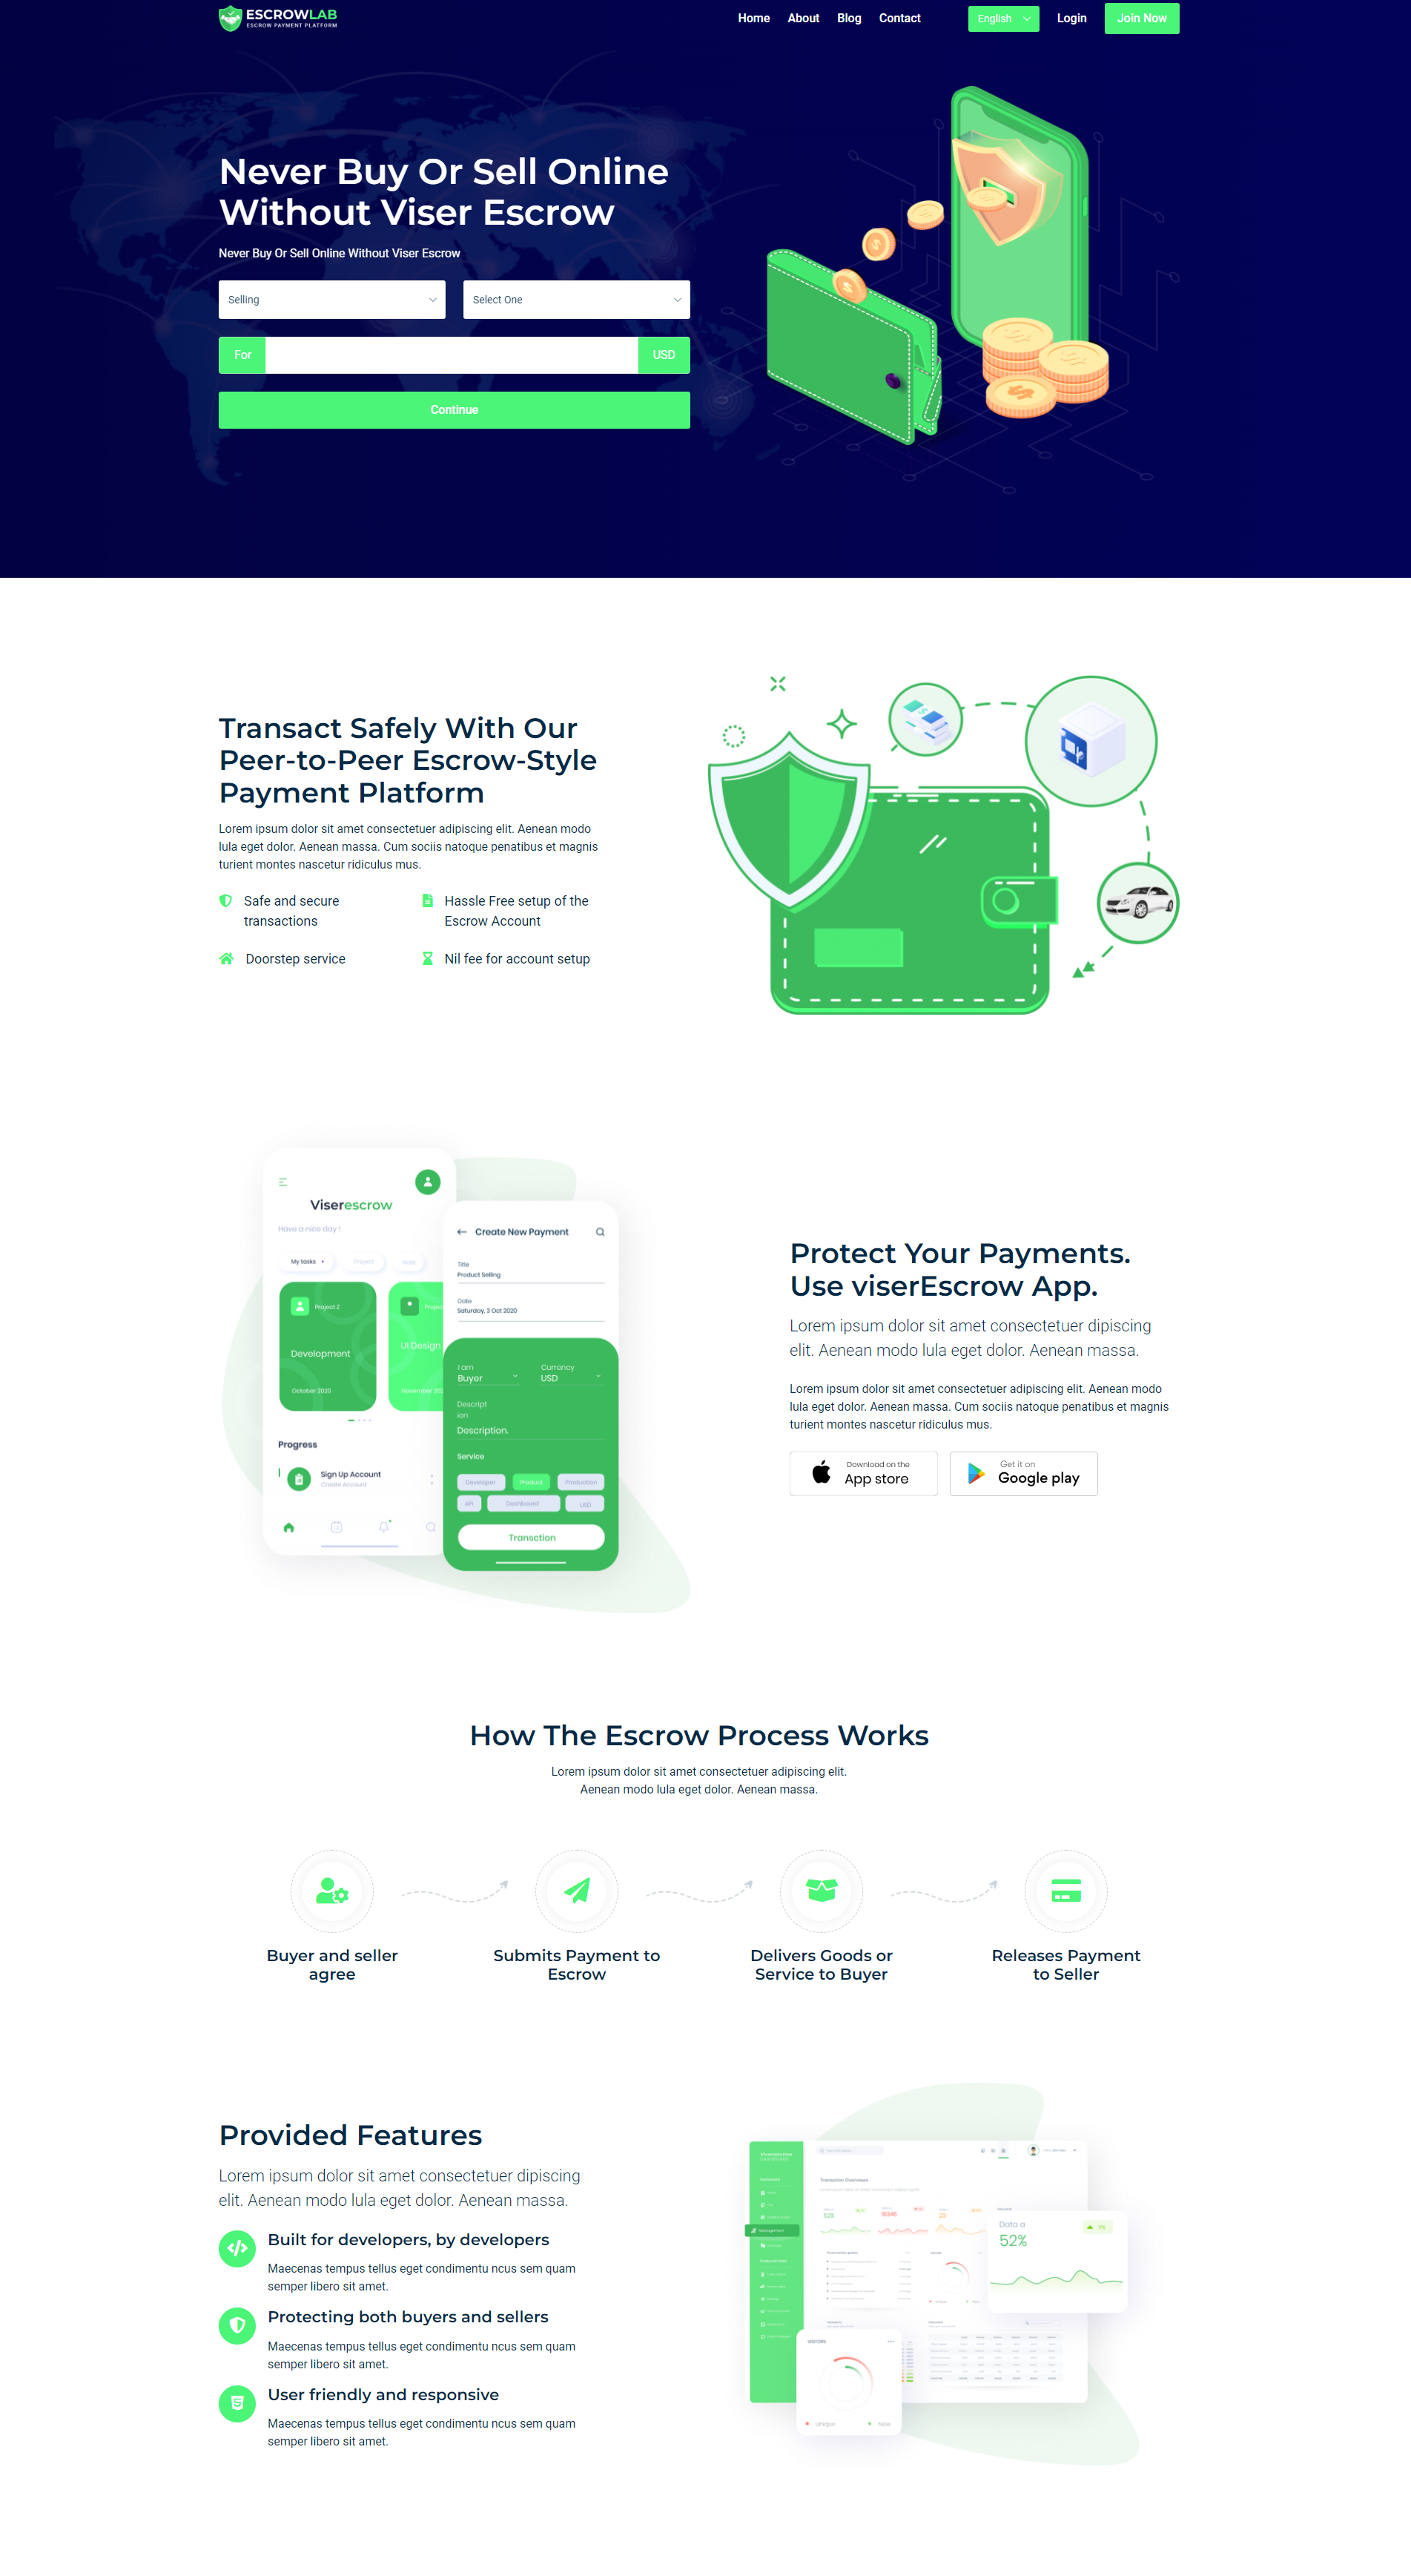 ESCROWLAB
ESCROW PAYMENT PLATFORM
Home About Blog Contact English Login Join Now
Never Buy Or Sell Online
Without Viser Escrow
Never Buy Or Sell Online Without Viser Escrow
Selling Select One
For USD
Continue
Transact Safely With Our
Peer-to-Peer Escrow-Style
Payment Platform
Lorem ipsum dolor sit amet consectetuer adipiscing elit. Aenean modo
lula eget dolor. Aenean massa. Cum sociis natoque penatibus et magnis
turient montes nascetur ridiculus mus.
Safe and secure
transactions
Hassle Free setup of the
Escrow Account
Doorstep service
Nil fee for account setup
Viserescrow
Have a nice day !
My tasks Project
Project Z
Development
October 2020
UI Design
Progress
Sign Up Account
Create Account
Create New Payment
Title
Product Selling
Date
Saturday, 3 Oct 2020
I am Currency
Buyer USD
Descript
ion
Description.
Service
Developer Product Production
API Dashboard USD
Transction
Protect Your Payments.
Use viserEscrow App.
Lorem ipsum dolor sit amet consectetuer dipiscing
elit. Aenean modo lula eget dolor. Aenean massa.
Lorem ipsum dolor sit amet consectetuer adipiscing elit. Aenean modo
lula eget dolor. Aenean massa. Cum sociis natoque penatibus et magnis
turient montes nascetur ridiculus mus.
Download on the
App store
Get it on
Google play
How The Escrow Process Works
Lorem ipsum dolor sit amet consectetuer adipiscing elit.
Aenean modo lula eget dolor. Aenean massa.
Buyer and seller
agree
Submits Payment to
Escrow
Delivers Goods or
Service to Buyer
Releases Payment
to Seller
Provided Features
Lorem ipsum dolor sit amet consectetuer dipiscing
elit. Aenean modo lula eget dolor. Aenean massa.
Built for developers, by developers
Maecenas tempus tellus eget condimentu ncus sem quam
semper libero sit amet.
Protecting both buyers and sellers
Maecenas tempus tellus eget condimentu ncus sem quam
semper libero sit amet.
User friendly and responsive
Maecenas tempus tellus eget condimentu ncus sem quam
semper libero sit amet.
Transaction Overviews
Management
Data a
52%
VISITORS
Unique New